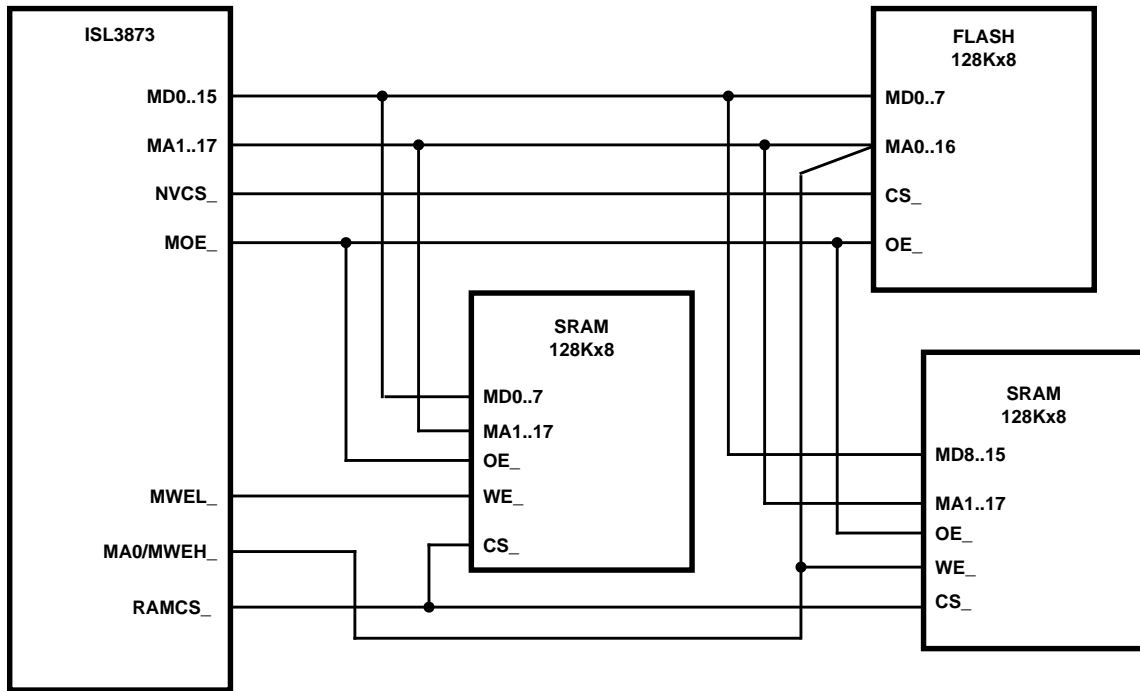 ISL3873
MD0..15
MA1..17
NVCS_
MOE_
MWEL_
MA0/MWEH_
RAMCS_
FLASH
128Kx8
MD0..7
MA0..16
CS_
OE_
SRAM
128Kx8
MD0..7
MA1..17
OE_
WE_
CS_
SRAM
128Kx8
MD8..15
MA1..17
OE_
WE_
CS_